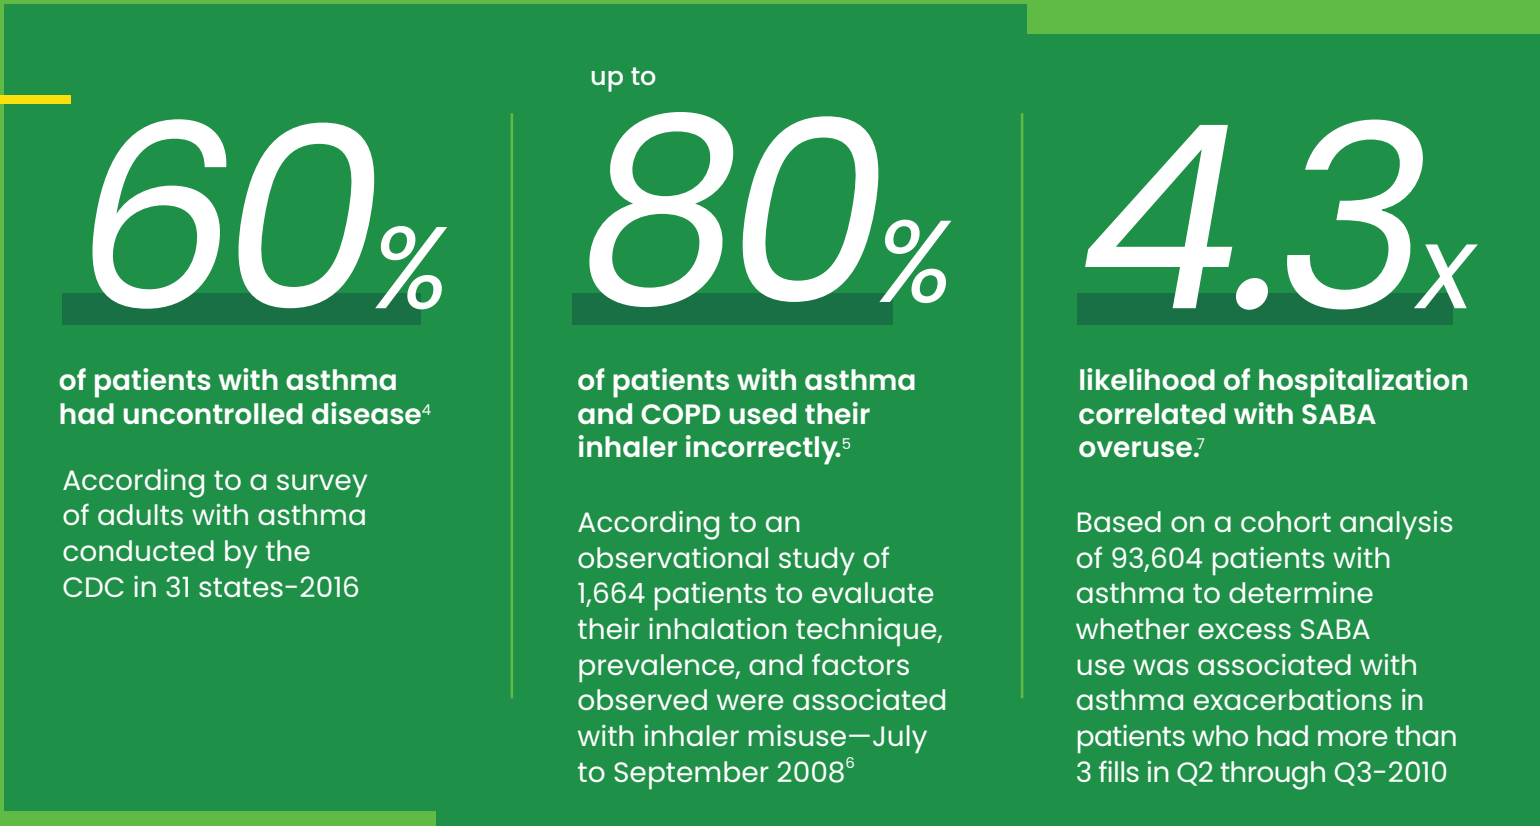 60%
of patients with asthma
had uncontrolled disease4
According to a survey
of adults with asthma
conducted by the
CDC in 31 states-2016
up to
80%
of patients with asthma
and COPD used their
inhaler incorrectly.5
According to an
observational study of
1,664 patients to evaluate
their inhalation technique,
prevalence, and factors
observed were associated
with inhaler misuse—July
to September 20086
4.3x
likelihood of hospitalization
correlated with SABA
overuse.7
Based on a cohort analysis
of 93,604 patients with
asthma to determine
whether excess SABA
use was associated with
asthma exacerbations in
patients who had more than
3 fills in Q2 through Q3-2010